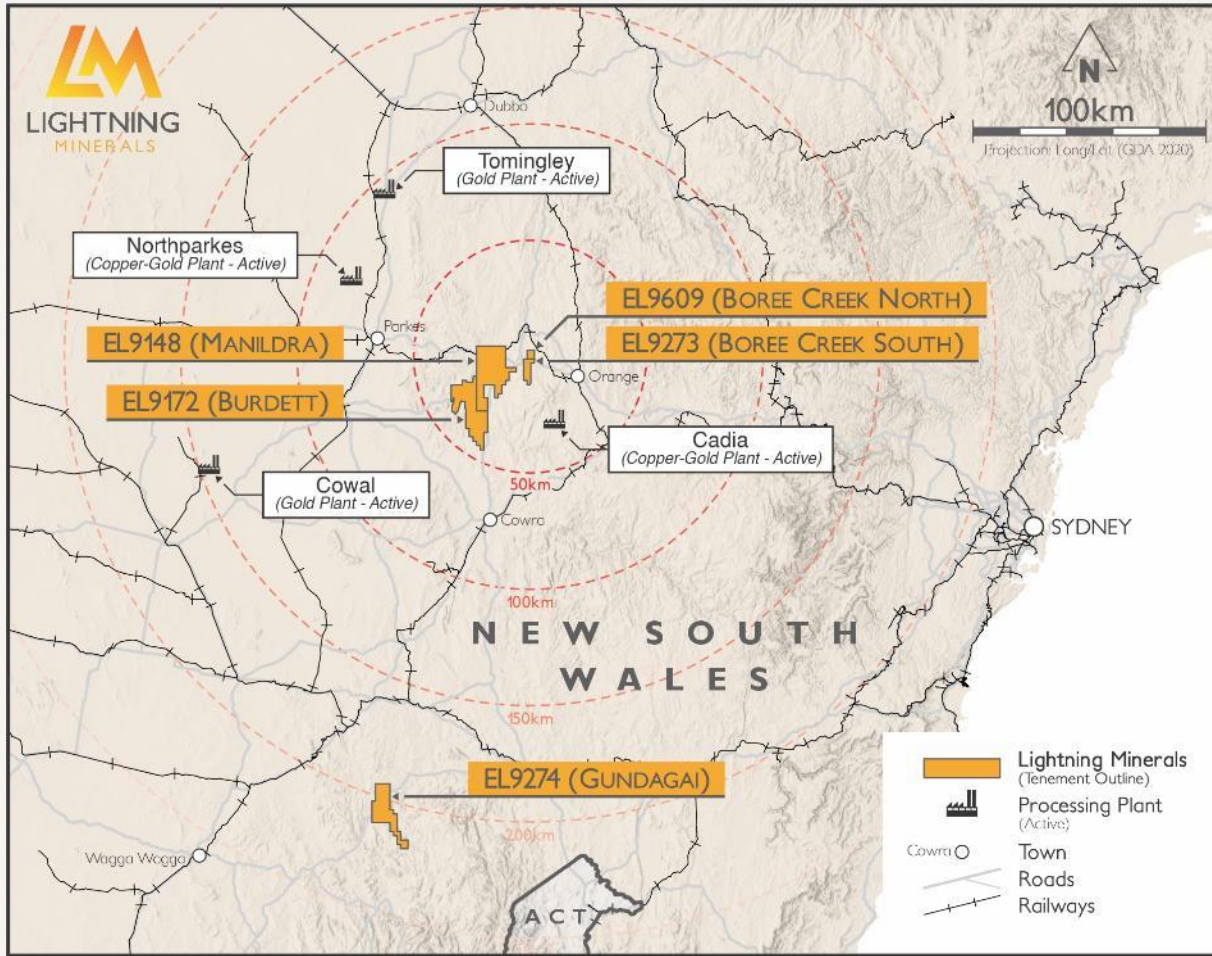 LM
LIGHTNING
MINERALS
N
100km
Projection: Long/Lat (GDA 2020)
Dubbo
Tomingley
(Gold Plant - Active)
Northparkes
(Copper-Gold Plant - Active)
EL9609 (BOREE CREEK NORTH)
Parkes
EL9148 (MANILDRA)
EL9273 (BOREE CREEK SOUTH)
Orange
EL9172 (BURDETT)
Cadia
(Copper-Gold Plant - Active)
Cowal
(Gold Plant - Active)
50km
Cowra
SYDNEY
100km
NEW SOUTH
WALES
150km
EL9274 (GUNDAGAI)
200km
Wagga Wagga
ACT
Lightning Minerals
(Tenement Outline)
Processing Plant
(Active)
Cowra
Town
Roads
Railways